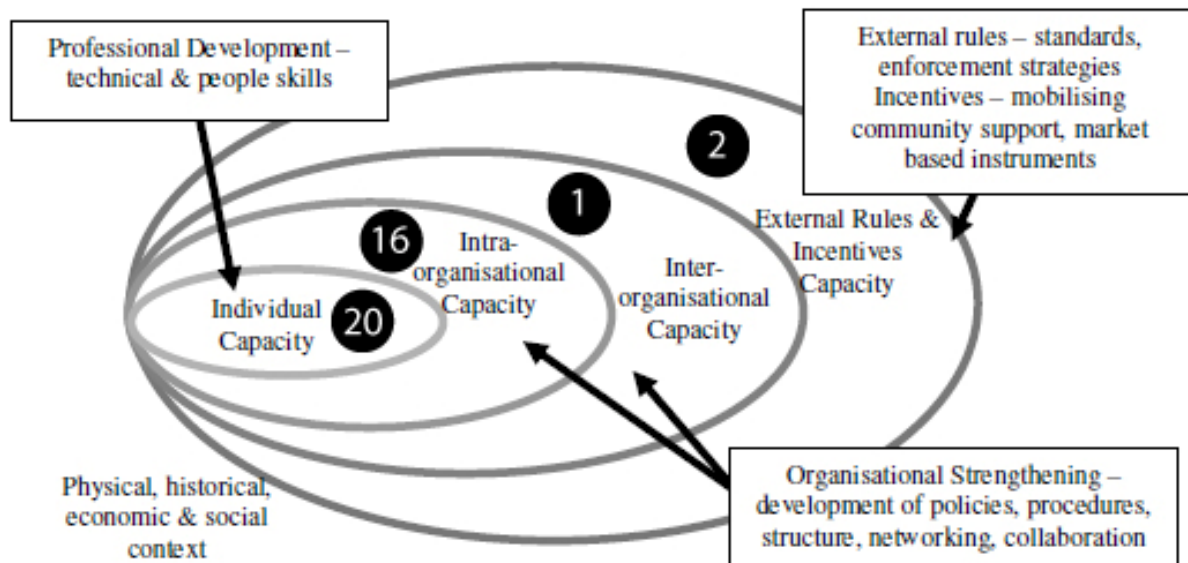 Professional Development –
technical & people skills
External rules – standards,
enforcement strategies
Incentives – mobilising
community support, market
based instruments
2
1
16
20
Individual
Capacity
Intra-
organisational
Capacity
Inter-
organisational
Capacity
External Rules &
Incentives
Capacity
Physical, historical,
economic & social
context
Organisational Strengthening –
development of policies, procedures,
structure, networking, collaboration